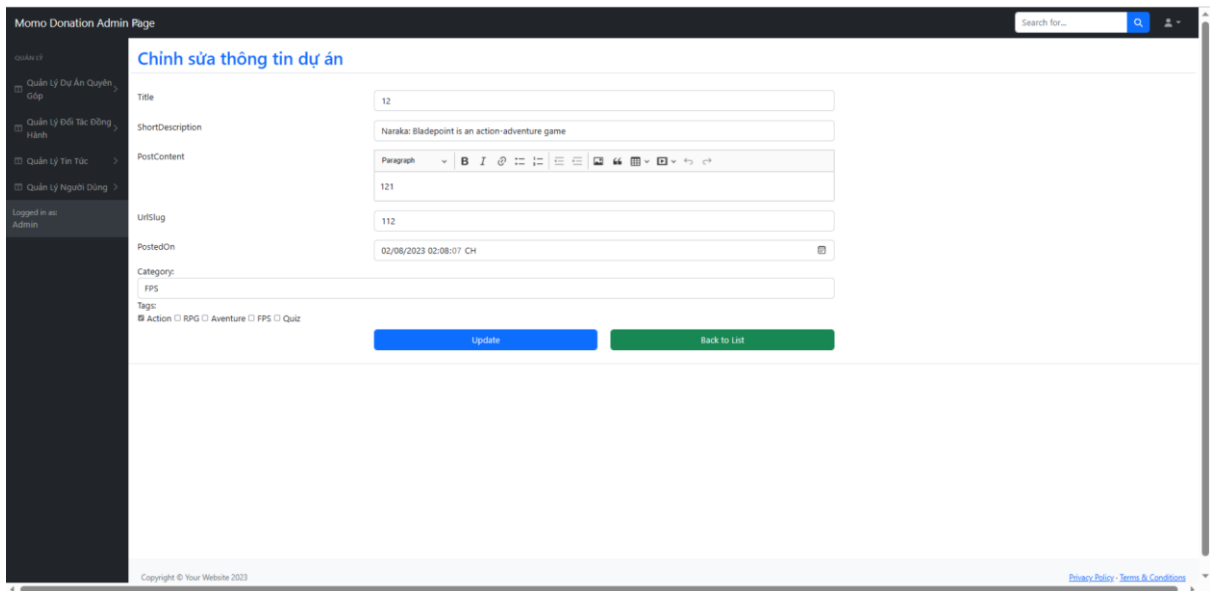 Momo Donation Admin Page
Search for...
QUẢN LÝ
Quản Lý Dự Án Quyên
Góp
Quản Lý Đối Tác Đồng
Hành
Quản Lý Tin Tức
Quản Lý Người Dùng
Logged in as:
Admin
Chỉnh sửa thông tin dự án
Title
12
ShortDescription
Naraka: Bladepoint is an action-adventure game
PostContent
Paragraph
121
UrlSlug
112
PostedOn
02/08/2023 02:08:07 CH
Category:
FPS
Tags:
Action RPG Aventure FPS Quiz
Update
Back to List
Copyright © Your Website 2023
Privacy Policy · Terms & Conditions